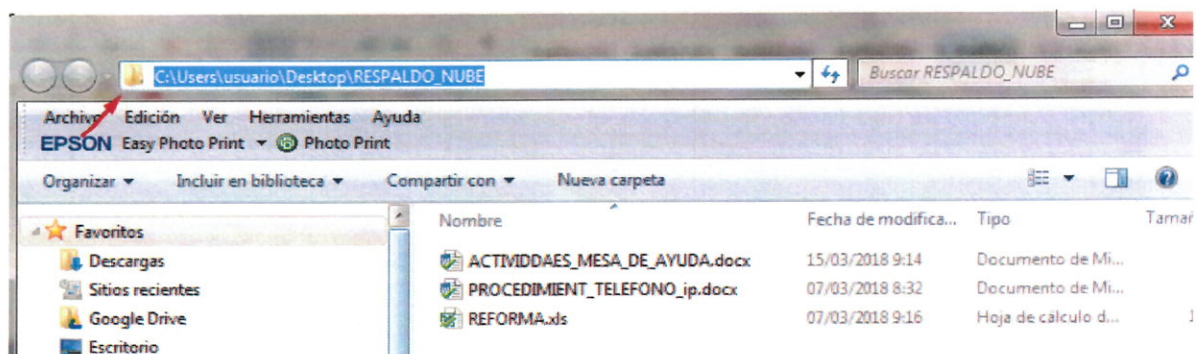 C:\Users\usuario\Desktop\RESPALDO_NUBE
Buscar RESPALDO_NUBE
Archivo Edición Ver Herramientas Ayuda
EPSON Easy Photo Print Photo Print
Organizar Incluir en biblioteca Compartir con Nueva carpeta
Favoritos
Descargas
Sitios recientes
Google Drive
Escritorio
Nombre Fecha de modifica... Tipo Tamañ
ACTIVIDDAES_MESA_DE_AYUDA.docx 15/03/2018 9:14 Documento de Mi...
PROCEDIMIENT_TELEFONO_ip.docx 07/03/2018 8:32 Documento de Mi...
REFORMA.xls 07/03/2018 9:16 Hoja de cálculo d... 1